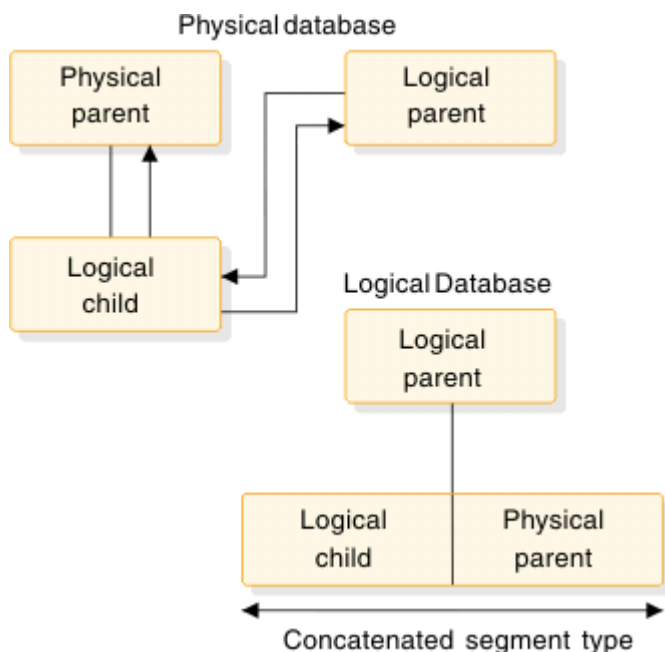 Physical database
Physical
parent
Logical
parent
Logical
child
Logical Database
Logical
parent
Logical
child
Physical
parent
Concatenated segment type